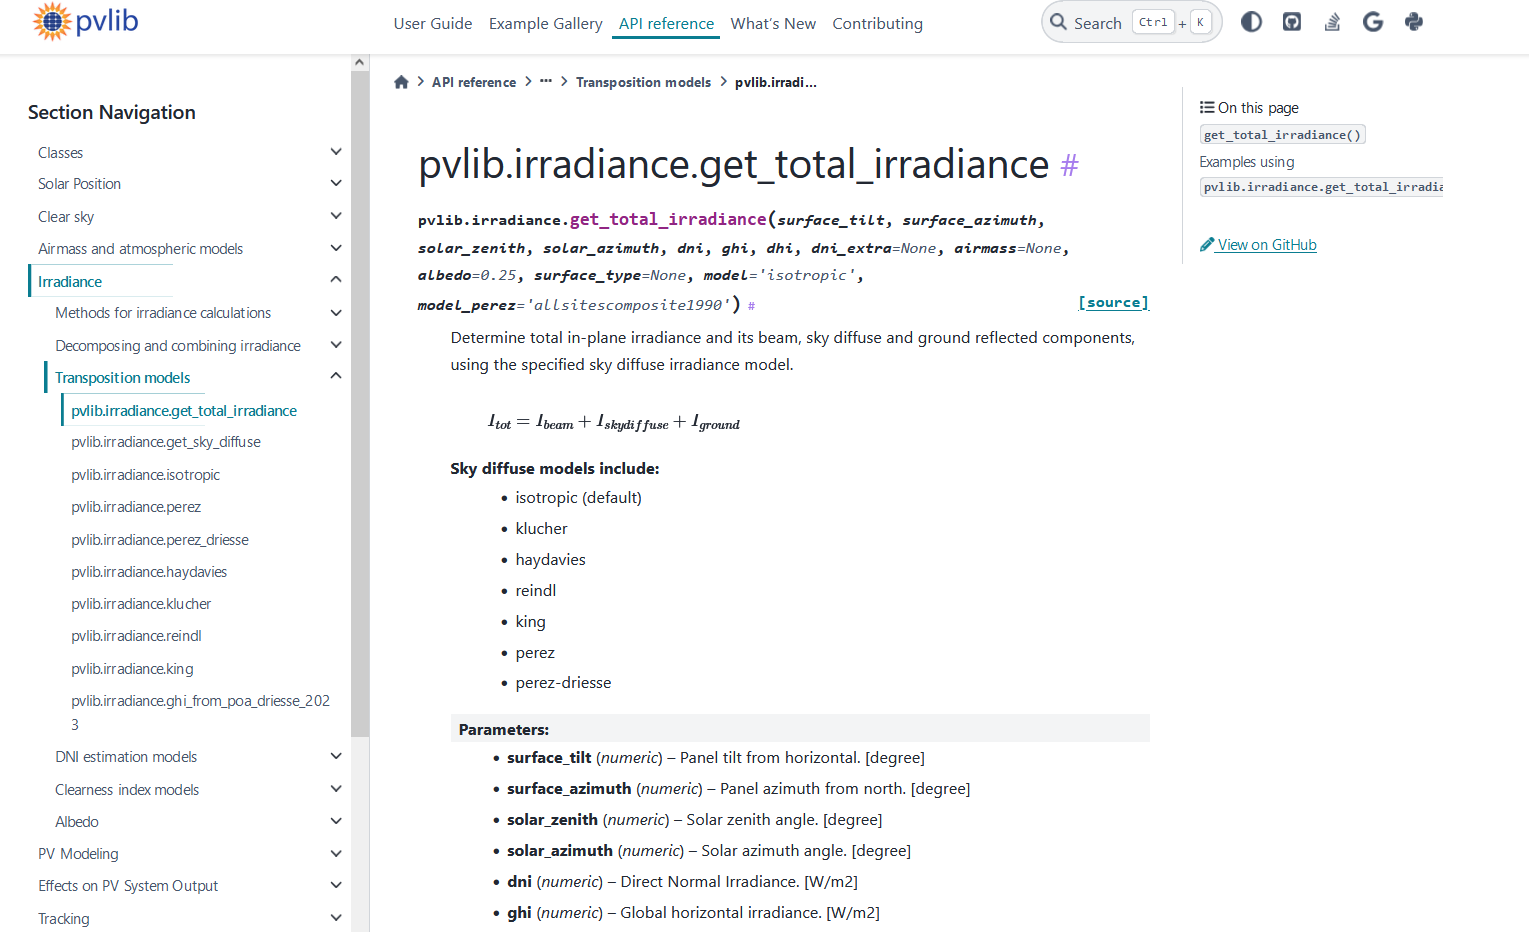 pvlib
User Guide
Example Gallery
API reference
What's New
Contributing
Search Ctrl + K
Section Navigation
Classes
Solar Position
Clear sky
Airmass and atmospheric models
Irradiance
Methods for irradiance calculations
Decomposing and combining irradiance
Transposition models
pvlib.irradiance.get_total_irradiance
pvlib.irradiance.get_sky_diffuse
pvlib.irradiance.isotropic
pvlib.irradiance.perez
pvlib.irradiance.perez_driesse
pvlib.irradiance.haydavies
pvlib.irradiance.klucher
pvlib.irradiance.reindl
pvlib.irradiance.king
pvlib.irradiance.ghi_from_poa_driesse_202
3
DNI estimation models
Clearness index models
Albedo
PV Modeling
Effects on PV System Output
Tracking
API reference > ··· > Transposition models > pvlib.irradi...
pvlib.irradiance.get_total_irradiance #
pvlib.irradiance.get_total_irradiance(surface_tilt, surface_azimuth,
solar_zenith, solar_azimuth, dni, ghi, dhi, dni_extra=None, airmass=None,
albedo=0.25, surface_type=None, model='isotropic',
model_perez='allsitescomposite1990') # [source]
Determine total in-plane irradiance and its beam, sky diffuse and ground reflected components,
using the specified sky diffuse irradiance model.
I_tot = I_beam + I_skydiffuse + I_ground
Sky diffuse models include:
• isotropic (default)
• klucher
• haydavies
• reindl
• king
• perez
• perez-driesse
Parameters:
• surface_tilt (numeric) – Panel tilt from horizontal. [degree]
• surface_azimuth (numeric) – Panel azimuth from north. [degree]
• solar_zenith (numeric) – Solar zenith angle. [degree]
• solar_azimuth (numeric) – Solar azimuth angle. [degree]
• dni (numeric) – Direct Normal Irradiance. [W/m2]
• ghi (numeric) – Global horizontal irradiance. [W/m2]
On this page
get_total_irradiance()
Examples using
pvlib.irradiance.get_total_irradia
View on GitHub